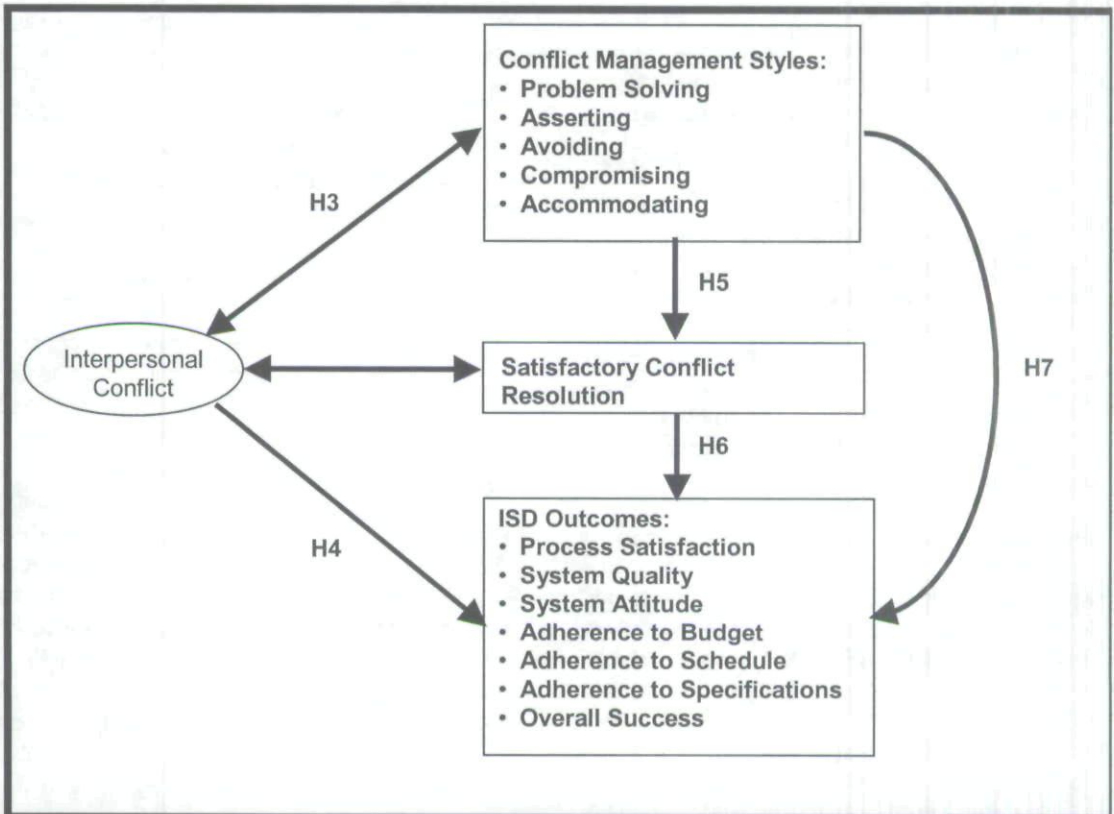 Conflict Management Styles:
• Problem Solving
• Asserting
• Avoiding
• Compromising
• Accommodating
H3
H5
Interpersonal
Conflict
Satisfactory Conflict
Resolution
H7
H6
H4
ISD Outcomes:
• Process Satisfaction
• System Quality
• System Attitude
• Adherence to Budget
• Adherence to Schedule
• Adherence to Specifications
• Overall Success